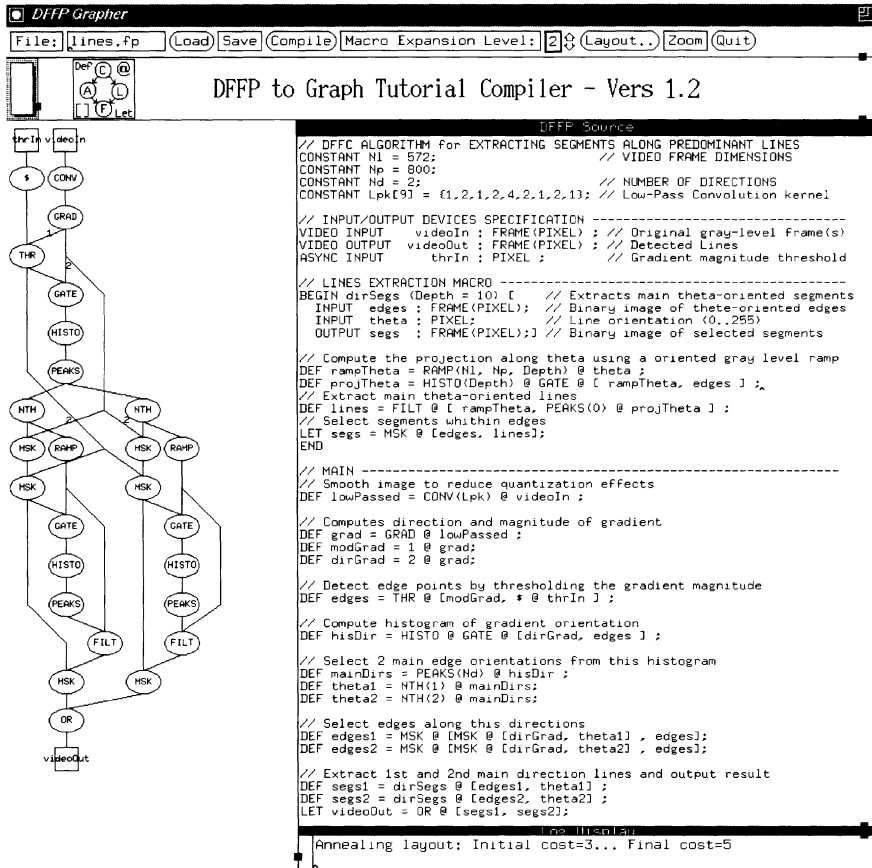 DFFP Grapher
File: lines.fp (Load) (Save) (Compile) Macro Expansion Level: 2 (Layout..) (Zoom) (Quit)
Def C @
A L
[] F Let
DFFP to Graph Tutorial Compiler - Vers 1.2
thrIn videoIn
$ CONV
GRAD
1
THR
2
GATE
HISTO
PEAKS
NTH NTH
2 2
MSK RAMP MSK RAMP
MSK MSK
GATE GATE
HISTO HISTO
PEAKS PEAKS
FILT FILT
MSK MSK
OR
videoOut
DFFP Source
// DFFC ALGORITHM for EXTRACTING SEGMENTS ALONG PREDOMINANT LINES
CONSTANT Nl = 572; // VIDEO FRAME DIMENSIONS
CONSTANT Np = 800;
CONSTANT Nd = 2; // NUMBER OF DIRECTIONS
CONSTANT Lpk[9] = {1,2,1,2,4,2,1,2,1}; // Low-Pass Convolution kernel
// INPUT/OUTPUT DEVICES SPECIFICATION --------------------------------
VIDEO INPUT videoIn : FRAME(PIXEL) ; // Original gray-level frame(s)
VIDEO OUTPUT videoOut : FRAME(PIXEL) ; // Detected Lines
ASYNC INPUT thrIn : PIXEL ; // Gradient magnitude threshold
// LINES EXTRACTION MACRO --------------------------------------------
BEGIN dirSegs (Depth = 10) [ // Extracts main theta-oriented segments
INPUT edges : FRAME(PIXEL); // Binary image of thete-oriented edges
INPUT theta : PIXEL; // Line orientation (0..255)
OUTPUT segs : FRAME(PIXEL);] // Binary image of selected segments
// Compute the projection along theta using a oriented gray level ramp
DEF rampTheta = RAMP(Nl, Np, Depth) @ theta ;
DEF projTheta = HISTO(Depth) @ GATE @ [ rampTheta, edges ] ;
// Extract main theta-oriented lines
DEF lines = FILT @ [ rampTheta, PEAKS(0) @ projTheta ] ;
// Select segments whithin edges
LET segs = MSK @ [edges, lines];
END
// MAIN --------------------------------------------------------------
// Smooth image to reduce quantization effects
DEF lowPassed = CONV(Lpk) @ videoIn ;
// Computes direction and magnitude of gradient
DEF grad = GRAD @ lowPassed ;
DEF modGrad = 1 @ grad;
DEF dirGrad = 2 @ grad;
// Detect edge points by thresholding the gradient magnitude
DEF edges = THR @ [modGrad, $ @ thrIn ] ;
// Compute histogram of gradient orientation
DEF hisDir = HISTO @ GATE @ [dirGrad, edges ] ;
// Select 2 main edge orientations from this histogram
DEF mainDirs = PEAKS(Nd) @ hisDir ;
DEF theta1 = NTH(1) @ mainDirs;
DEF theta2 = NTH(2) @ mainDirs;
// Select edges along this directions
DEF edges1 = MSK @ [MSK @ [dirGrad, theta1] , edges];
DEF edges2 = MSK @ [MSK @ [dirGrad, theta2] , edges];
// Extract 1st and 2nd main direction lines and output result
DEF segs1 = dirSegs @ [edges1, theta1] ;
DEF segs2 = dirSegs @ [edges2, theta2] ;
LET videoOut = OR @ [segs1, segs2];
Log Display
Annealing layout: Initial cost=3... Final cost=5